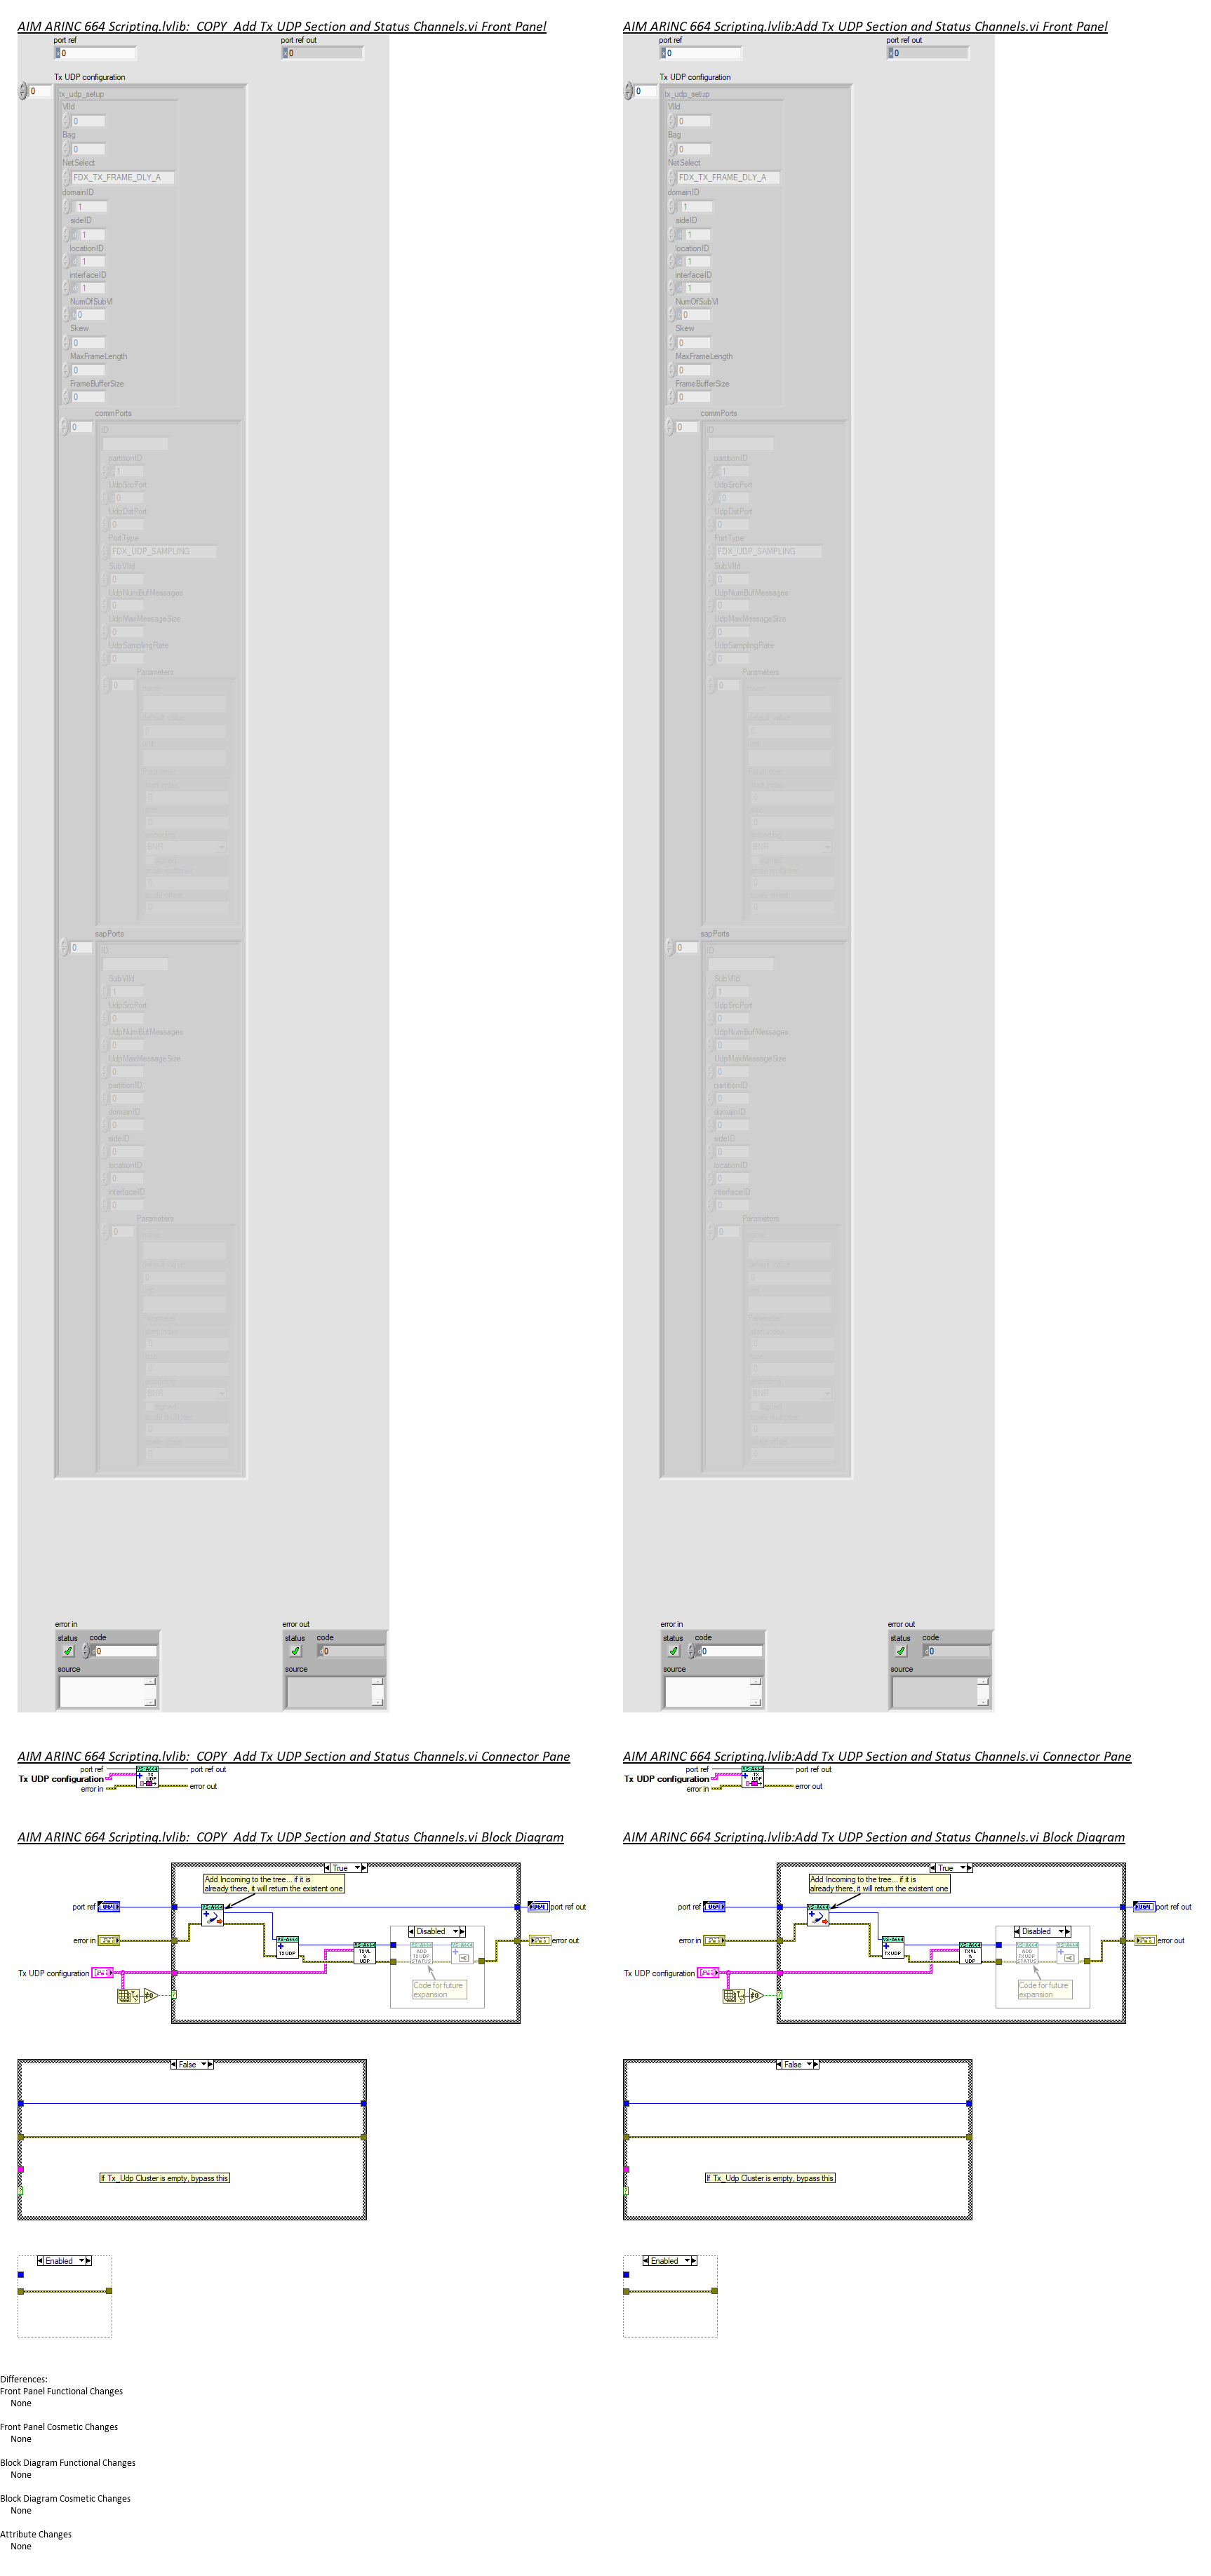 AIM ARINC 664 Scripting.lvlib:  COPY  Add Tx UDP Section and Status Channels.vi Front Panel
port ref
port ref out
0
0
Tx UDP configuration
0
tx_udp_setup
VlId
0
Bag
0
NetSelect
FDX_TX_FRAME_DLY_A
domainID
1
sideID
1
locationID
1
interfaceID
1
NumOfSubVl
0
Skew
0
MaxFrameLength
0
FrameBufferSize
0
commPorts
0
ID
partitionID
1
UdpSrcPort
0
UdpDstPort
0
PortType
FDX_UDP_SAMPLING
SubVlId
0
UdpNumBufMessages
0
UdpMaxMessageSize
0
UdpSamplingRate
0
Parameters
0
sapPorts
0
ID
SubVlId
1
UdpSrcPort
0
UdpNumBufMessages
0
UdpMaxMessageSize
0
partitionID
0
domainID
0
sideID
0
locationID
0
interfaceID
0
Parameters
0
error in
status
code
0
source
error out
status
code
0
source
AIM ARINC 664 Scripting.lvlib:Add Tx UDP Section and Status Channels.vi Front Panel
port ref
port ref out
0
0
Tx UDP configuration
0
tx_udp_setup
VlId
0
Bag
0
NetSelect
FDX_TX_FRAME_DLY_A
domainID
1
sideID
1
locationID
1
interfaceID
1
NumOfSubVl
0
Skew
0
MaxFrameLength
0
FrameBufferSize
0
commPorts
0
ID
partitionID
1
UdpSrcPort
0
UdpDstPort
0
PortType
FDX_UDP_SAMPLING
SubVlId
0
UdpNumBufMessages
0
UdpMaxMessageSize
0
UdpSamplingRate
0
Parameters
0
sapPorts
0
ID
SubVlId
1
UdpSrcPort
0
UdpNumBufMessages
0
UdpMaxMessageSize
0
partitionID
0
domainID
0
sideID
0
locationID
0
interfaceID
0
Parameters
0
error in
status
code
0
source
error out
status
code
0
source
AIM ARINC 664 Scripting.lvlib:  COPY  Add Tx UDP Section and Status Channels.vi Connector Pane
port ref
port ref out
Tx UDP configuration
error in
error out
TX
UDP
AIM ARINC 664 Scripting.lvlib:Add Tx UDP Section and Status Channels.vi Connector Pane
port ref
port ref out
Tx UDP configuration
error in
error out
TX
UDP
AIM ARINC 664 Scripting.lvlib:  COPY  Add Tx UDP Section and Status Channels.vi Block Diagram
True
Add Incoming to the tree... if it is
already there, it will return the existent one
port ref
port ref out
error in
error out
Disabled
TXUDP
TXVL
&
UDP
ADD
TXUDP
STATUS
Tx UDP configuration
Code for future
expansion
False
If Tx_Udp Cluster is empty, bypass this
Enabled
AIM ARINC 664 Scripting.lvlib:Add Tx UDP Section and Status Channels.vi Block Diagram
True
Add Incoming to the tree... if it is
already there, it will return the existent one
port ref
port ref out
error in
error out
Disabled
TXUDP
TXVL
&
UDP
ADD
TXUDP
STATUS
Tx UDP configuration
Code for future
expansion
False
If Tx_Udp Cluster is empty, bypass this
Enabled
Differences:
Front Panel Functional Changes
None
Front Panel Cosmetic Changes
None
Block Diagram Functional Changes
None
Block Diagram Cosmetic Changes
None
Attribute Changes
None